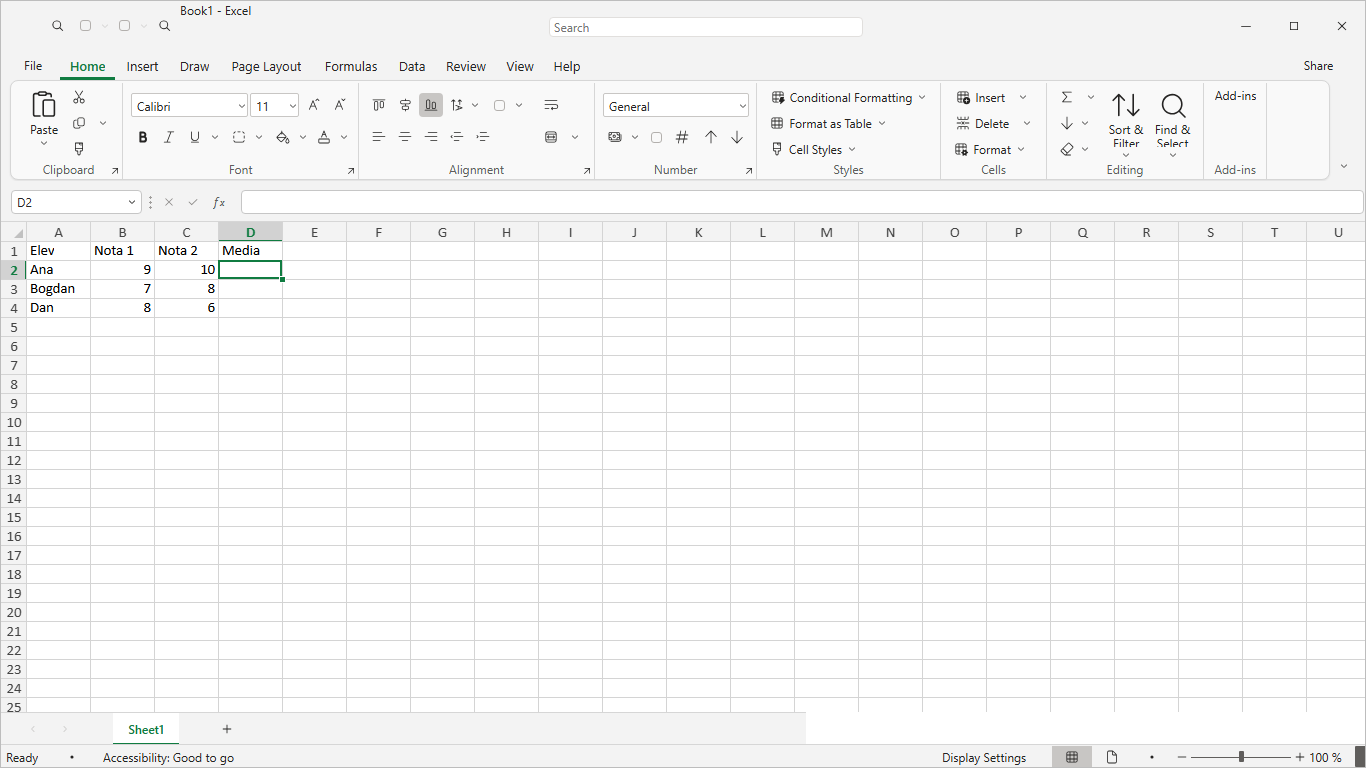 Book1 - Excel
Search
File Home Insert Draw Page Layout Formulas Data Review View Help Share
Paste
Clipboard
Calibri 11
B I U A
Font
Alignment
General
#
Number
Conditional Formatting
Format as Table
Cell Styles
Styles
Insert
Delete
Format
Cells
Σ
Sort &
Filter
Find &
Select
Editing
Add-ins
Add-ins
D2 fx
A B C D E F G H I J K L M N O P Q R S T U
1 Elev Nota 1 Nota 2 Media
2 Ana 9 10
3 Bogdan 7 8
4 Dan 8 6
5
6
7
8
9
10
11
12
13
14
15
16
17
18
19
20
21
22
23
24
25
Sheet1 +
Ready Accessibility: Good to go Display Settings − + 100 %